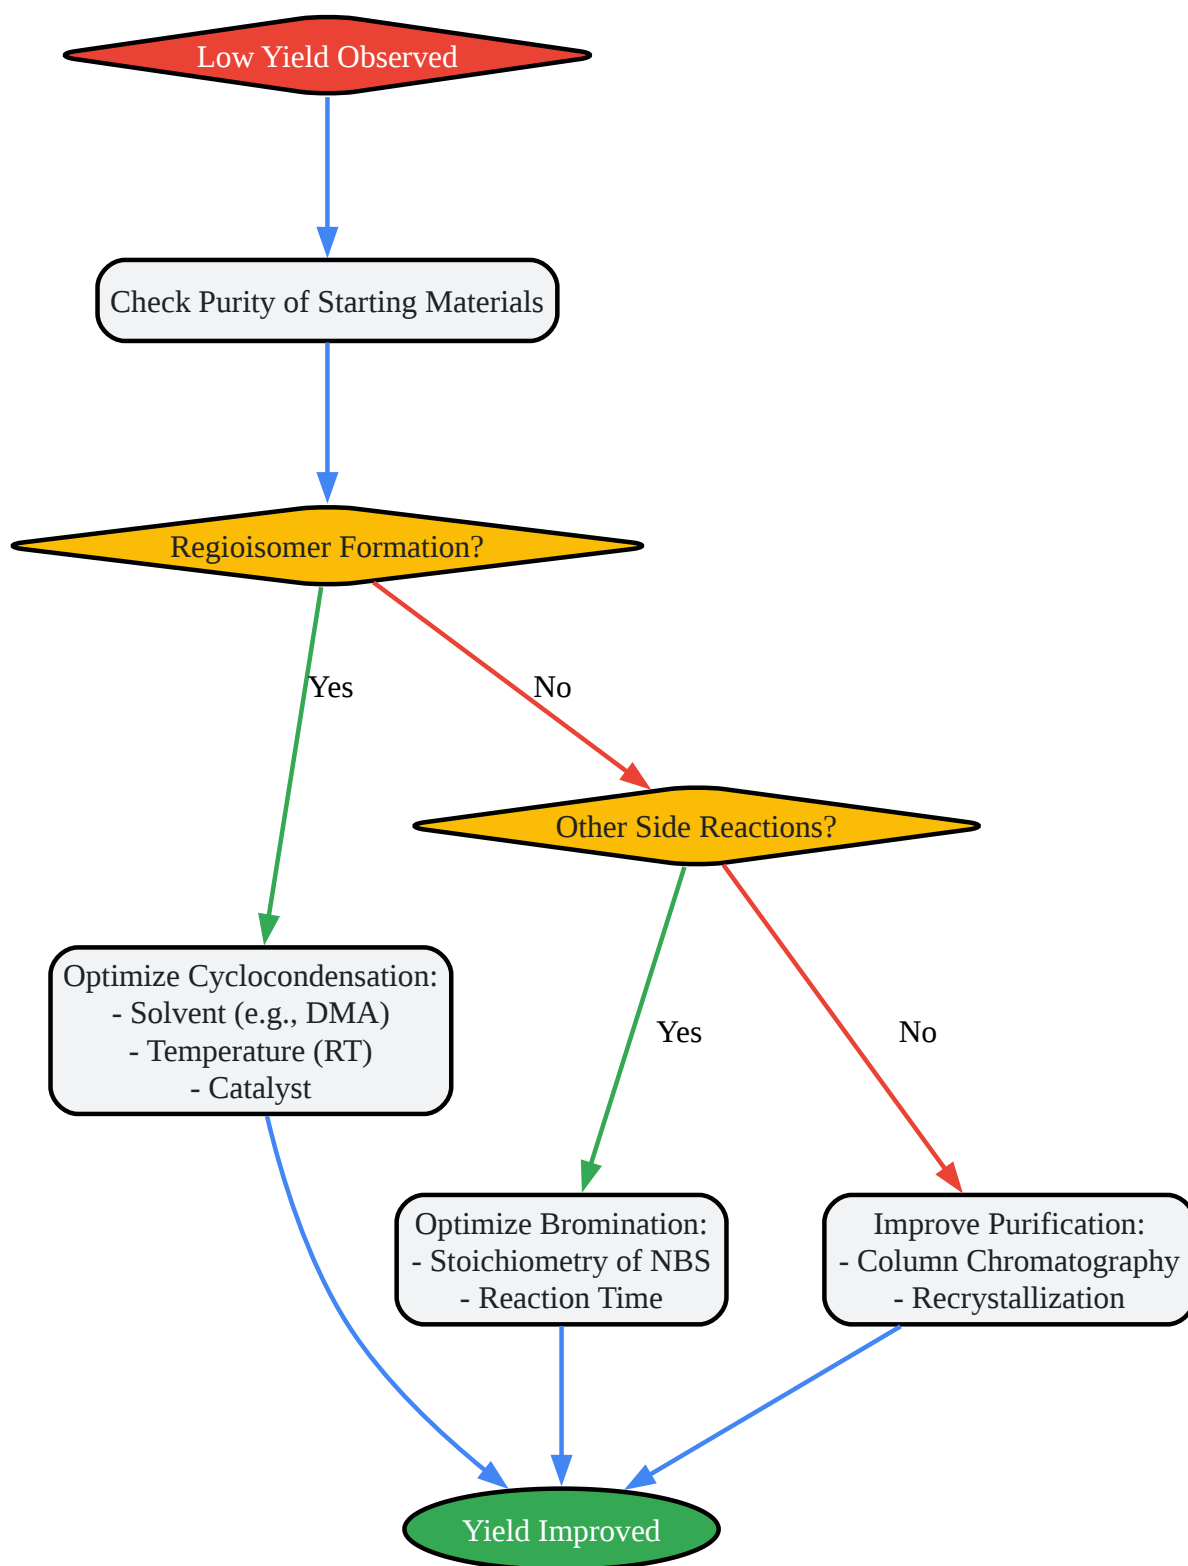 Low Yield Observed
Check Purity of Starting Materials
Regioisomer Formation?
Yes
No
Other Side Reactions?
Optimize Cyclocondensation:
- Solvent (e.g., DMA)
- Temperature (RT)
- Catalyst
Yes
No
Optimize Bromination:
- Stoichiometry of NBS
- Reaction Time
Improve Purification:
- Column Chromatography
- Recrystallization
Yield Improved